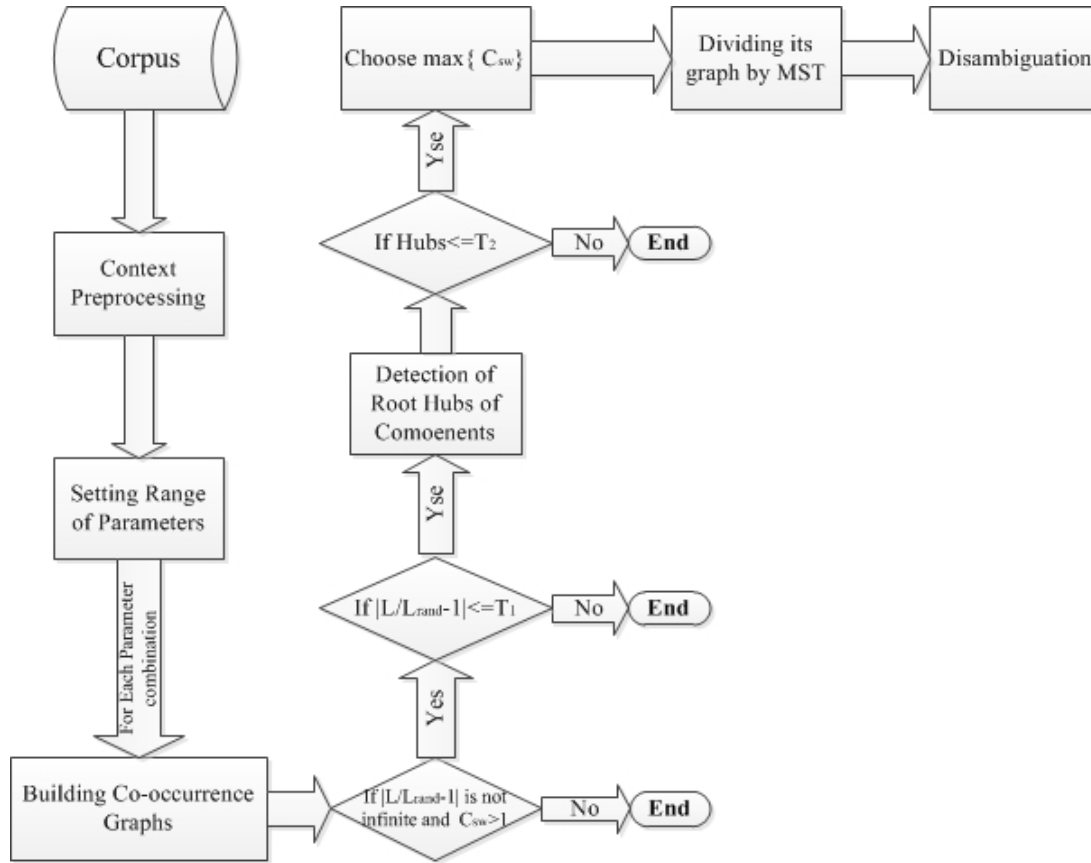 Corpus
Context
Preprocessing
Setting Range
of Parameters
For Each Parameter
combination
Building Co-occurrence
Graphs
If |L/Lrand-1| is not
infinite and Csw>1
No
End
Yes
If |L/Lrand-1|<=T1
No
End
Yse
Detection of
Root Hubs of
Comoenents
If Hubs<=T2
No
End
Yse
Choose max{ Csw}
Dividing its
graph by MST
Disambiguation